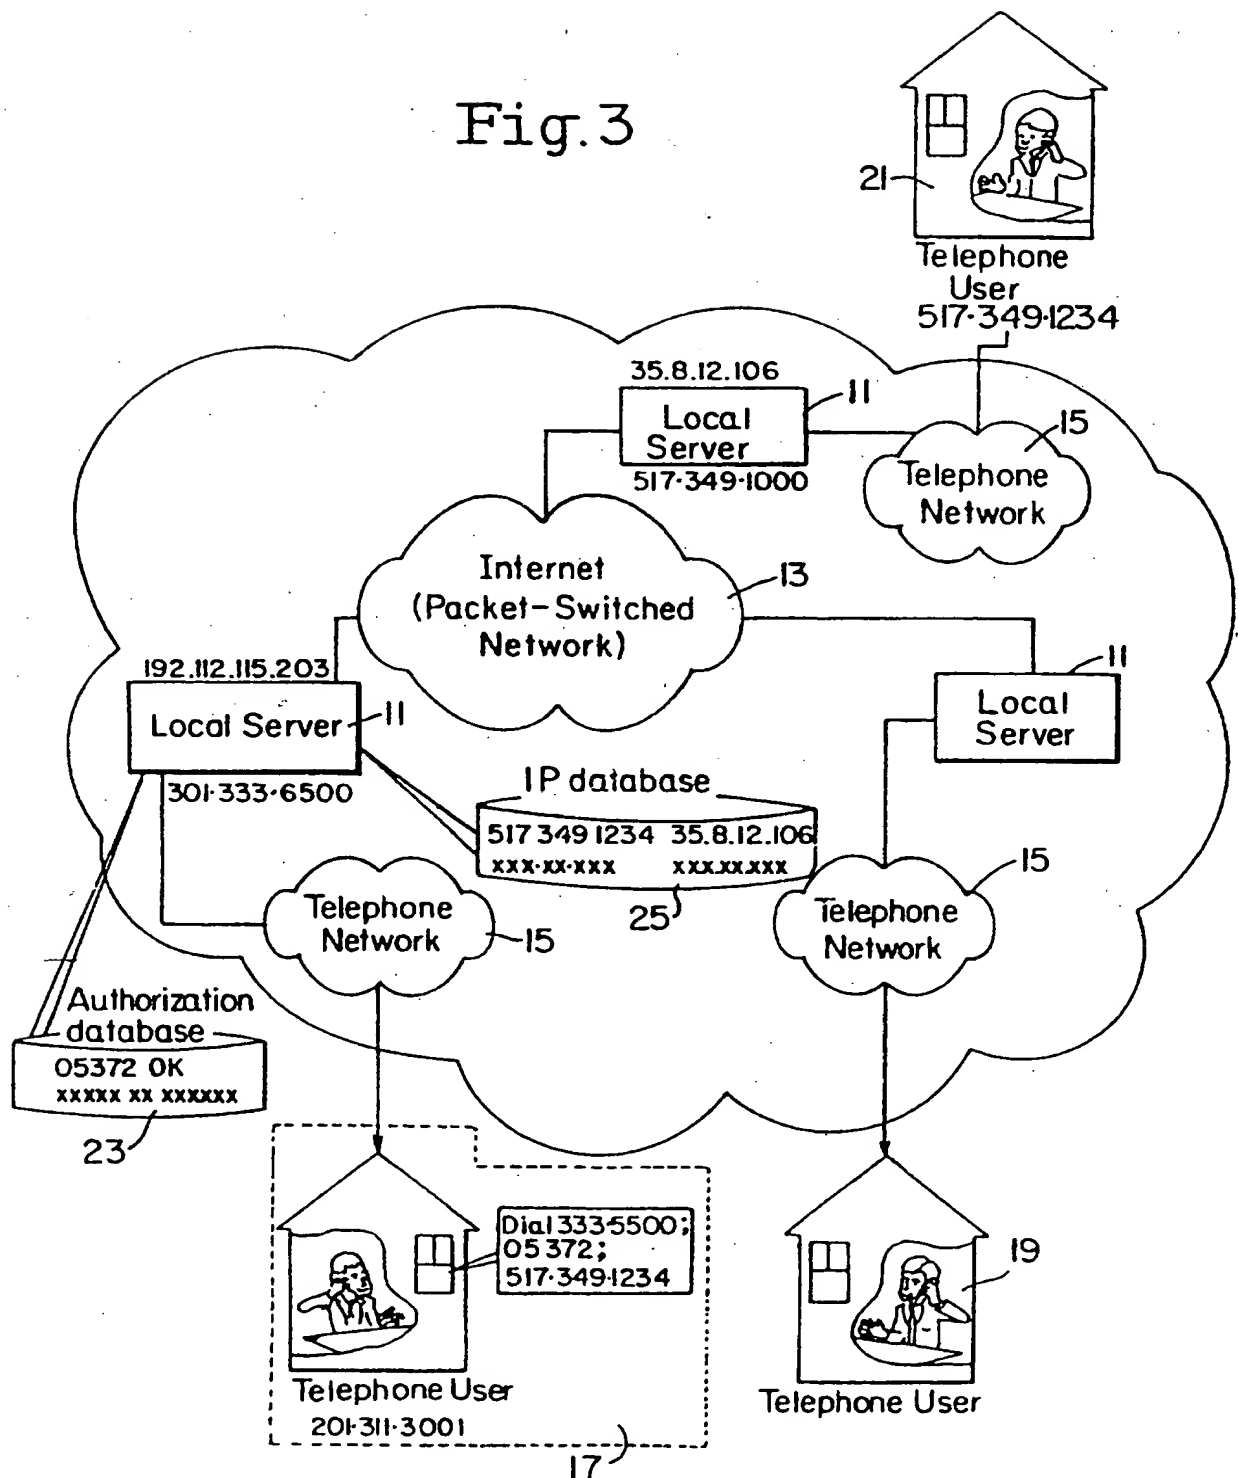 Fig. 3
21
Telephone
User
517·349·1234
35.8.12.106
11
Local
Server
517·349·1000
15
Telephone
Network
Internet
(Packet-Switched
Network)
13
192.112.115.203
Local Server
11
301·333·6500
11
Local
Server
IP database
517 349 1234 35.8.12.106
xxx·xx·xxx xxx.xx.xxx
25
Telephone
Network
15
15
Telephone
Network
Authorization
database
05372 OK
xxxxx xx xxxxxx
23
Dial 333-5500;
05372;
517·349·1234
Telephone User
201·311·3001
17
19
Telephone User